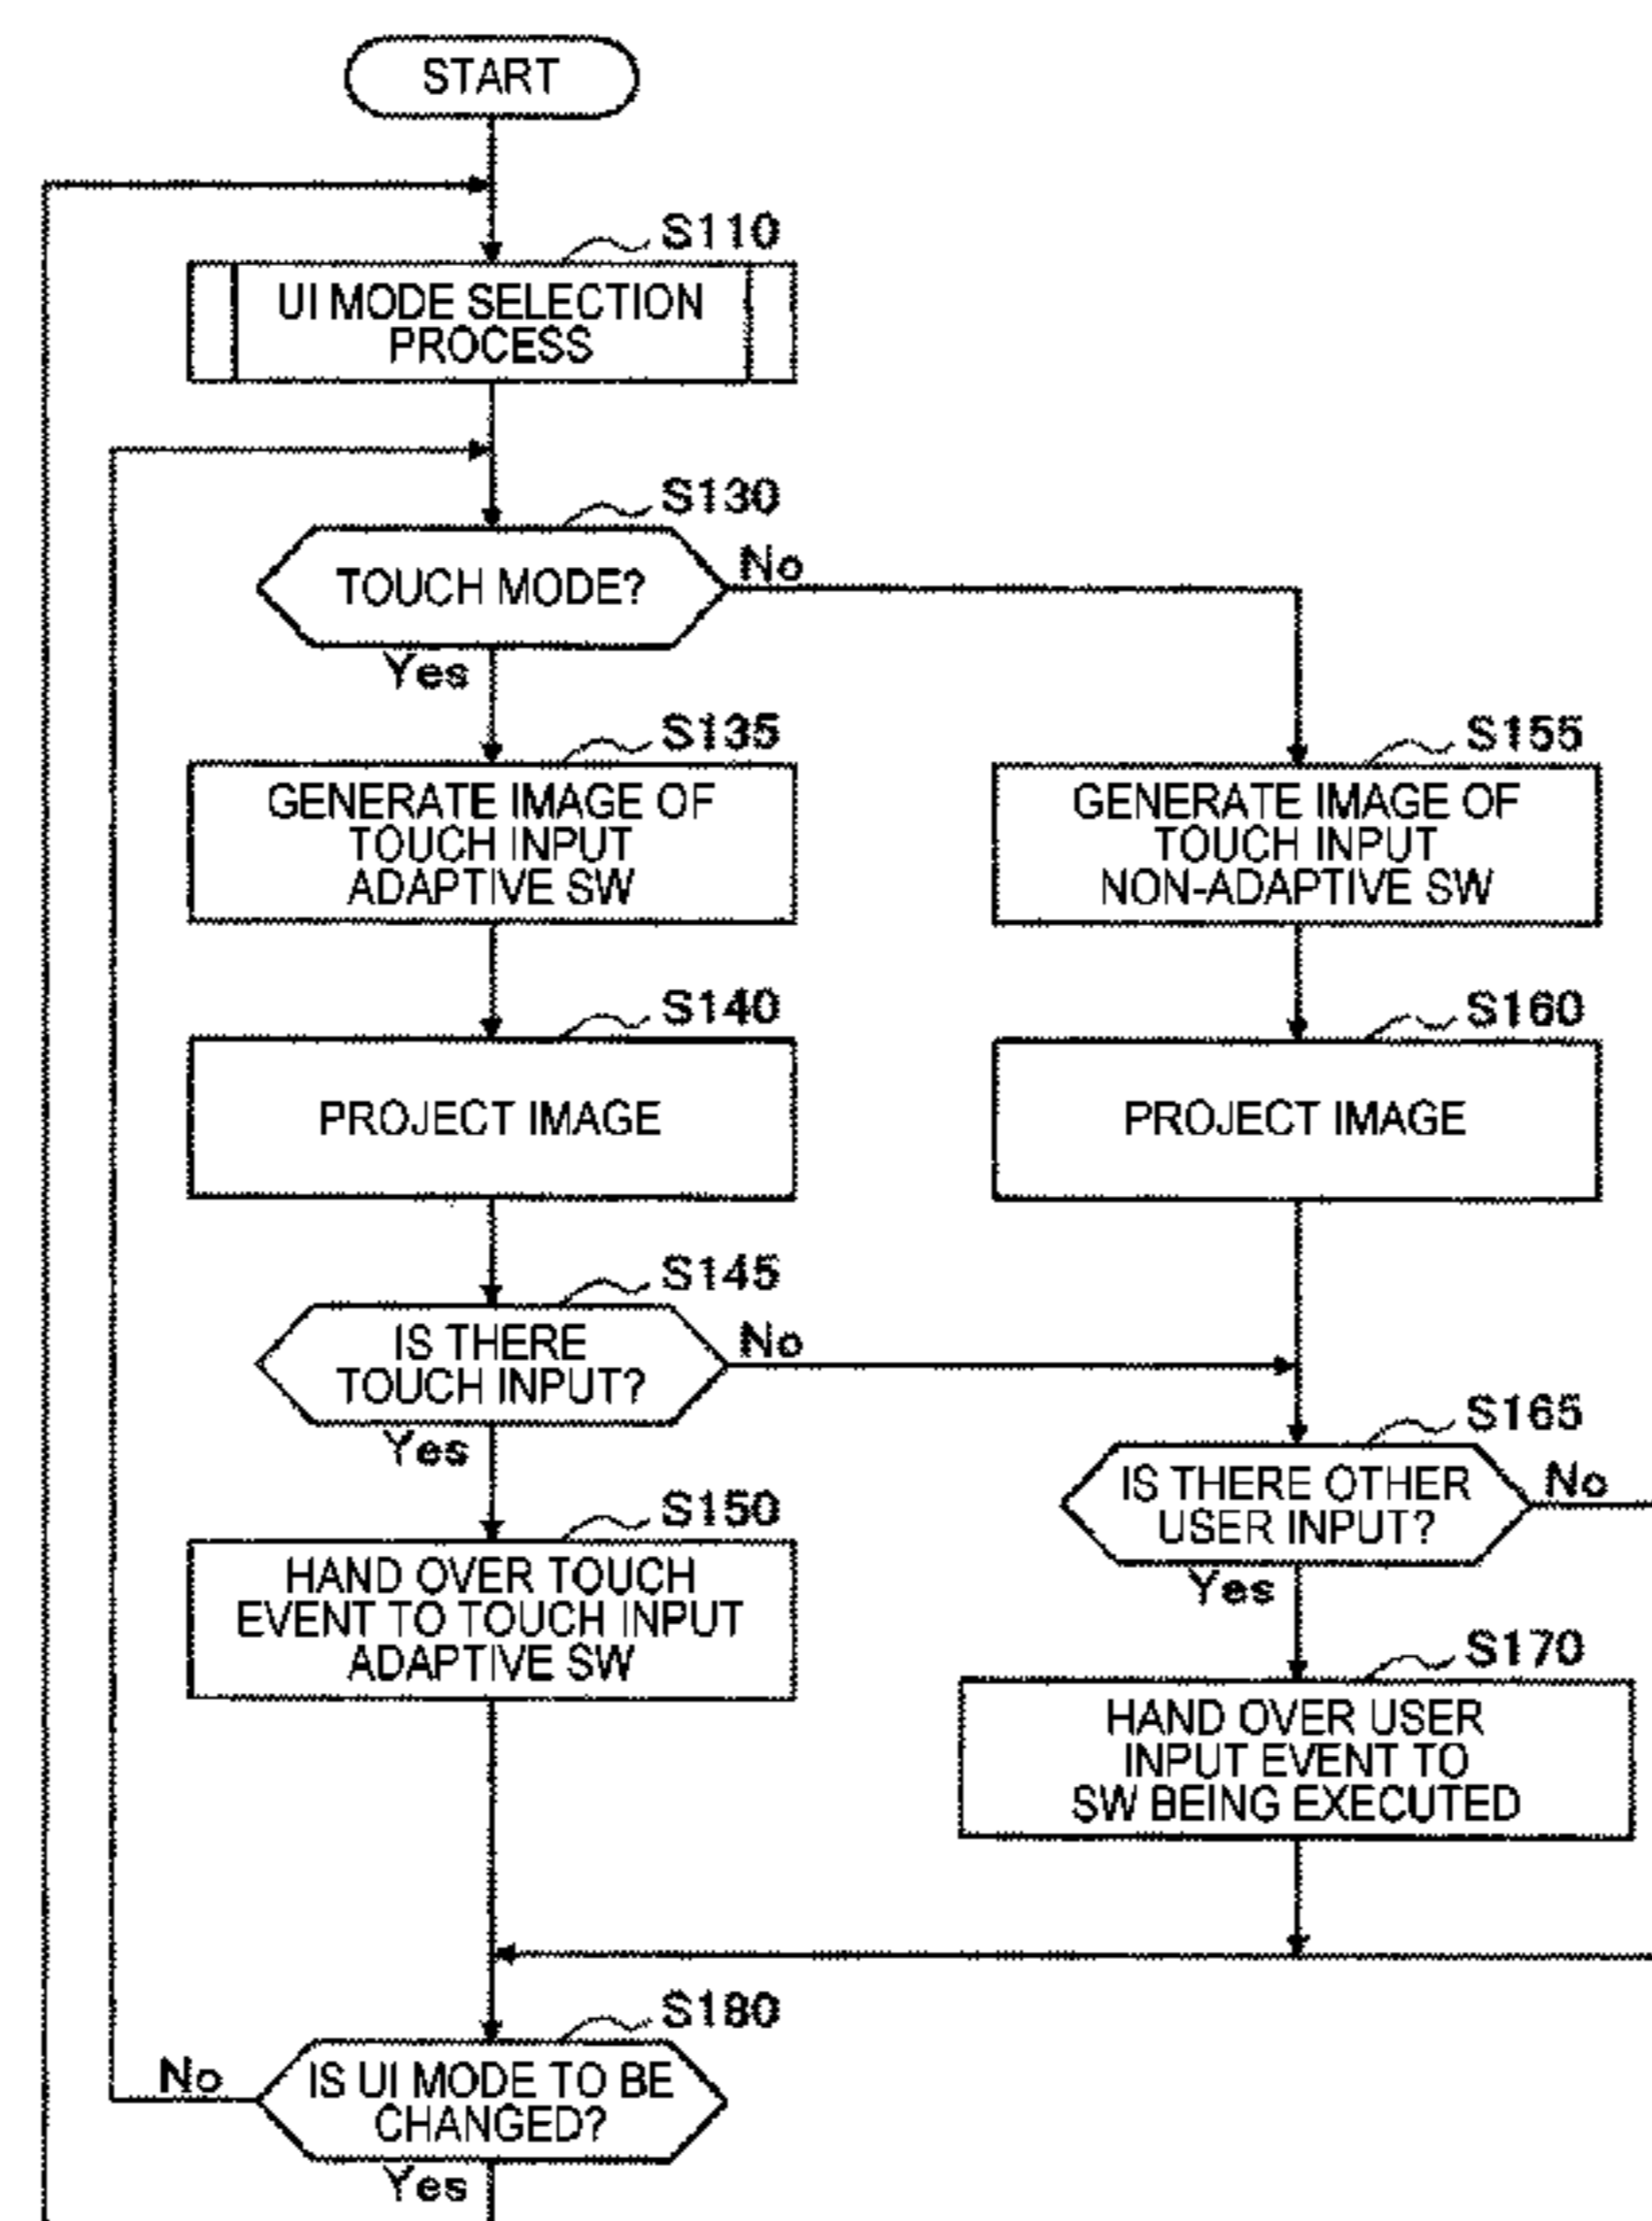 START
S110
UI MODE SELECTION
PROCESS
S130
TOUCH MODE?
No
Yes
S135
GENERATE IMAGE OF
TOUCH INPUT
ADAPTIVE SW
S155
GENERATE IMAGE OF
TOUCH INPUT
NON-ADAPTIVE SW
S140
PROJECT IMAGE
S160
PROJECT IMAGE
S145
IS THERE
TOUCH INPUT?
No
Yes
S165
IS THERE OTHER
USER INPUT?
No
Yes
S150
HAND OVER TOUCH
EVENT TO TOUCH INPUT
ADAPTIVE SW
S170
HAND OVER USER
INPUT EVENT TO
SW BEING EXECUTED
S180
IS UI MODE TO BE
CHANGED?
No
Yes